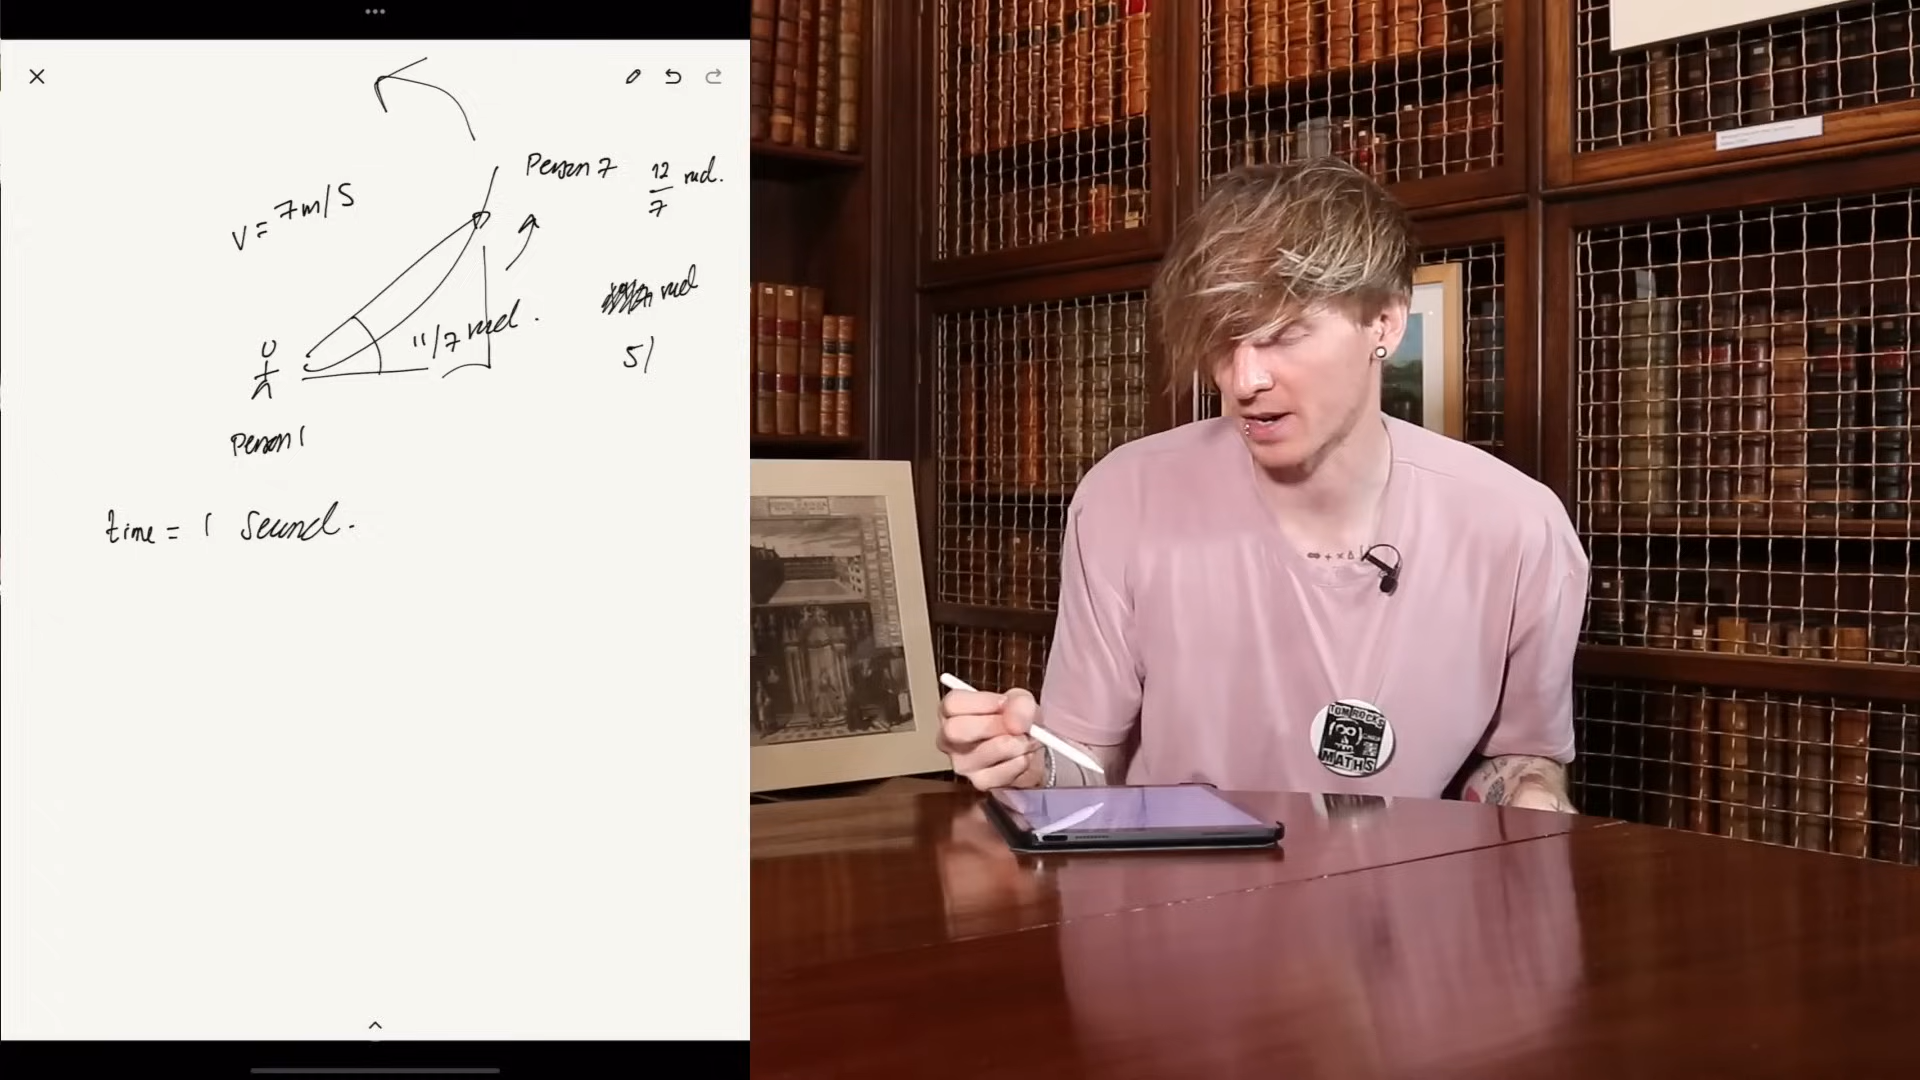 Person 7
12
7
rad.
v = 7m/s
rad
11/7 rad.
5/
Person 1
time = 1 second.
TOM ROCKS
MATHS